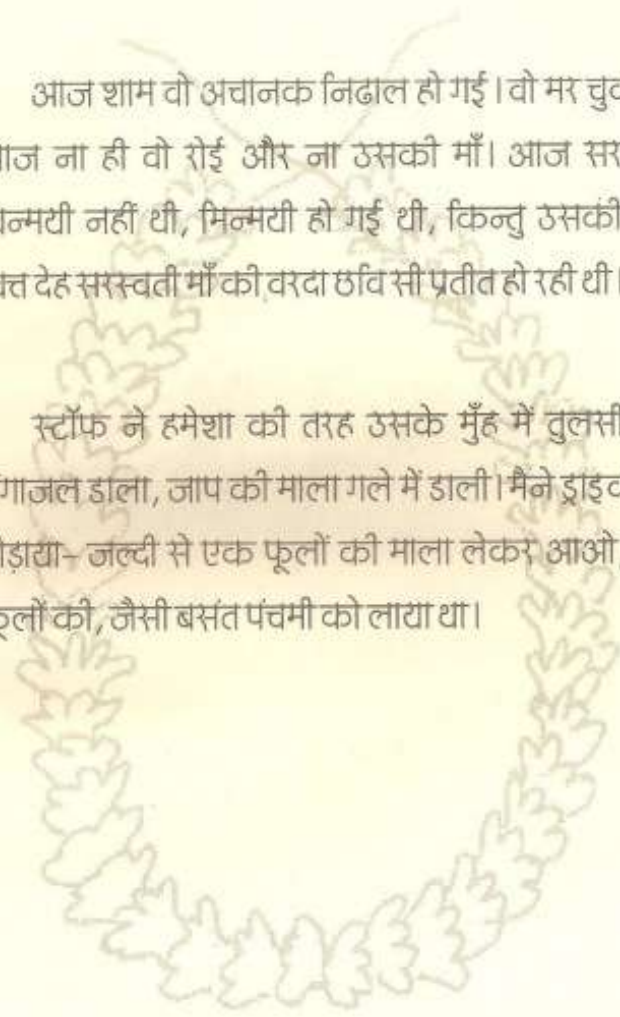 आज शाम वो अचानक निढाल हो गई। वो मर चुक
ाज ना ही वो रोई और ना उसकी माँ। आज सर
न्मयी नहीं थी, मिन्मयी हो गई थी, किन्तु उसकी
क्त देह सरस्वती माँ की वरदा छवि सी प्रतीत हो रही थी।
स्टॉफ ने हमेशा की तरह उसके मुँह में तुलसी
गाजल डाला, जाप की माला गले में डाली। मैने ड्राइव
ौड़ाया– जल्दी से एक फूलों की माला लेकर आओ,
ूलों की, जैसी बसंत पंचमी को लाया था।